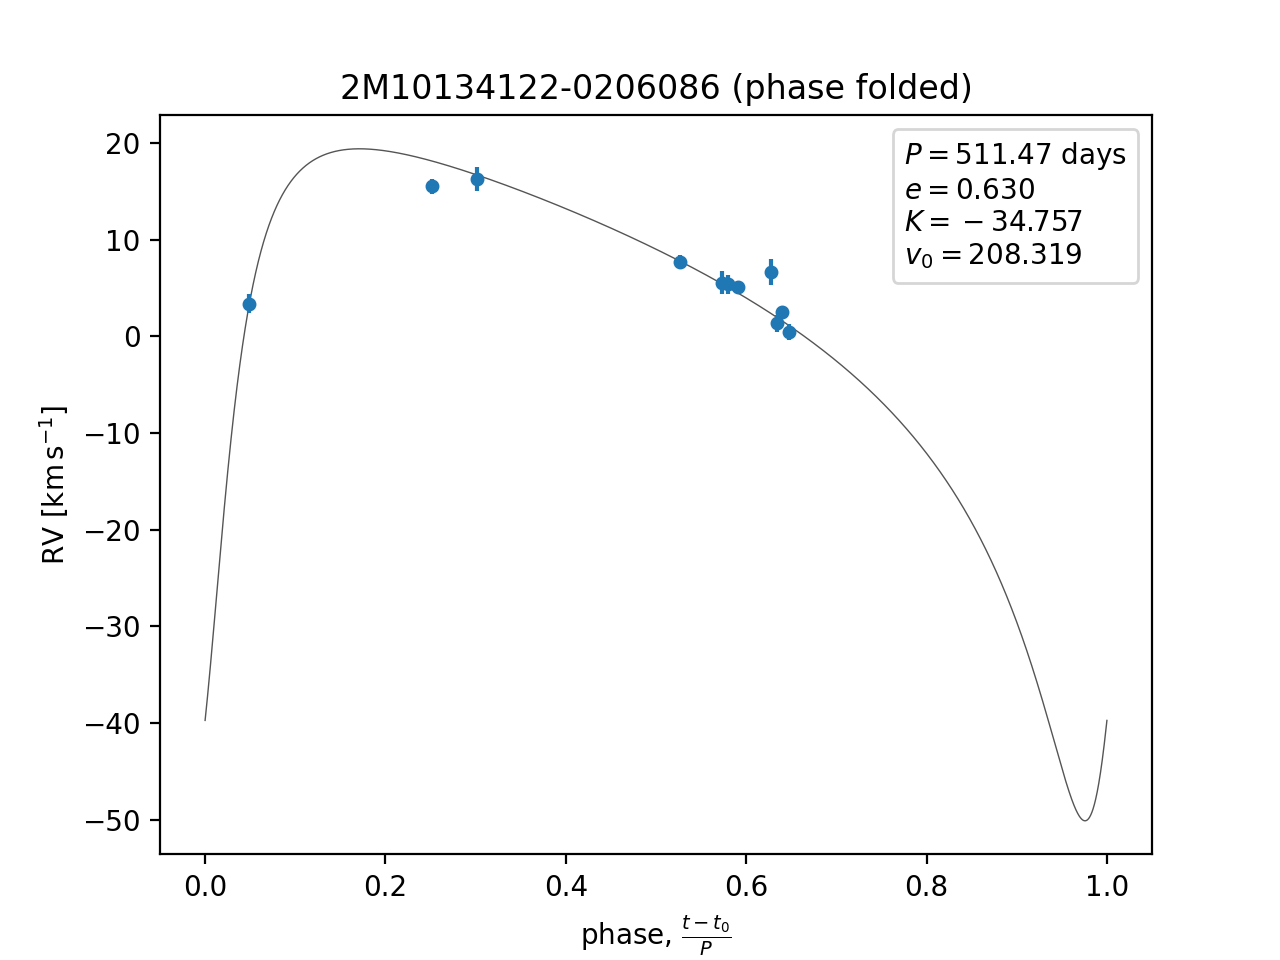 2M10134122-0206086 (phase folded)
P = 511.47 days
e = 0.630
K = −34.757
v₀ = 208.319
20
10
0
−10
−20
−30
−40
−50
RV [km s⁻¹]
0.0 0.2 0.4 0.6 0.8 1.0
phase, (t − t₀)/P